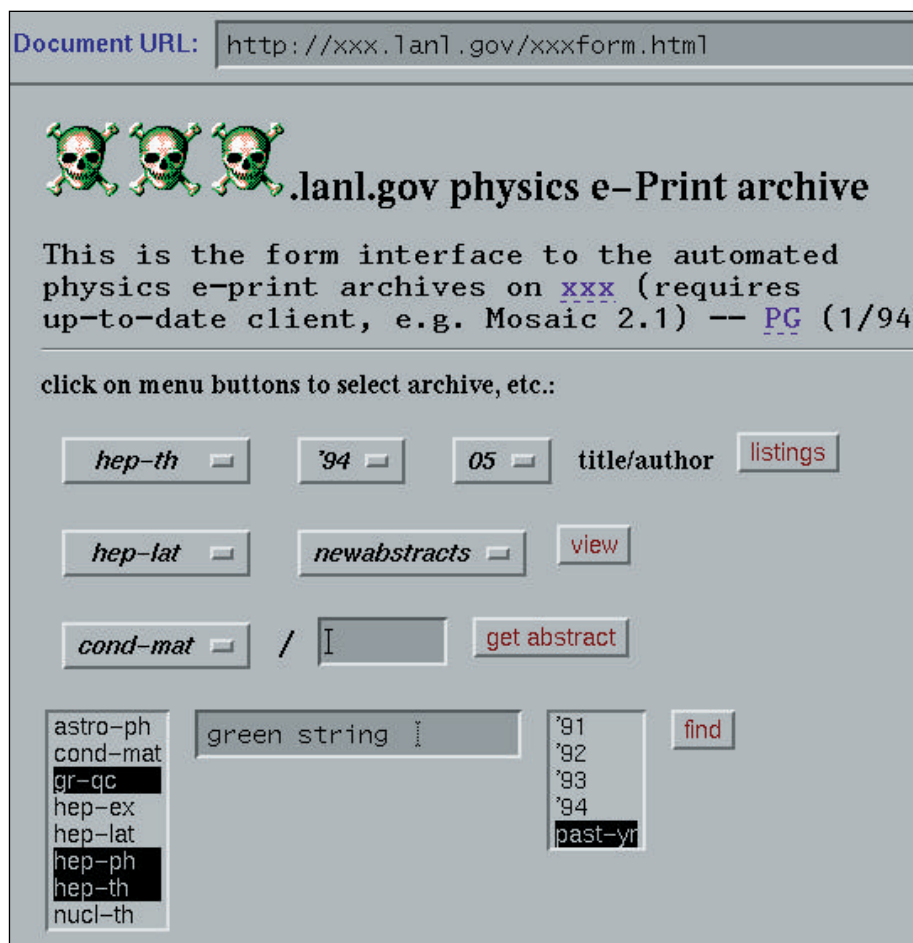 Document URL: http://xxx.lanl.gov/xxxform.html
.lanl.gov physics e-Print archive
This is the form interface to the automated
physics e-print archives on xxx (requires
up-to-date client, e.g. Mosaic 2.1) -- PG (1/94
click on menu buttons to select archive, etc.:
hep-th '94 05 title/author listings
hep-lat newabstracts view
cond-mat / get abstract
astro-ph
cond-mat
gr-qc
hep-ex
hep-lat
hep-ph
hep-th
nucl-th
green string
'91
'92
'93
'94
past-yr
find